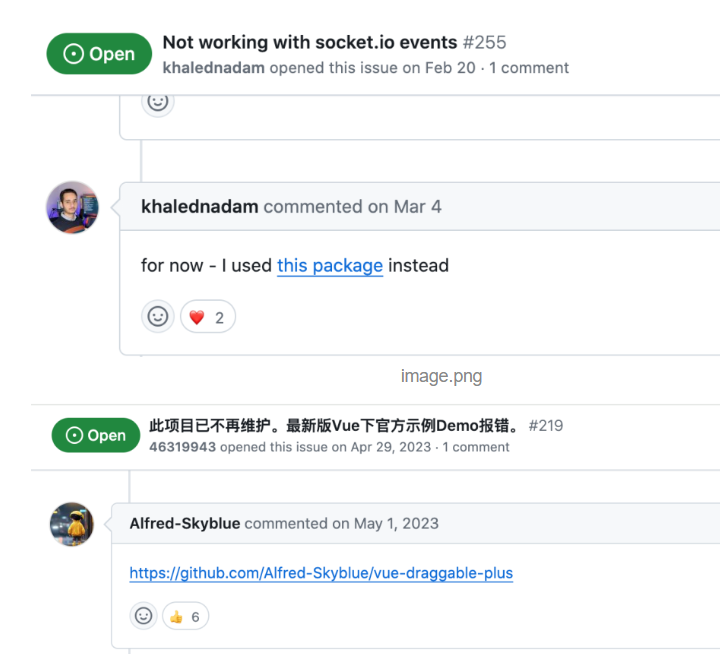 Open
Not working with socket.io events #255
khalednadam opened this issue on Feb 20 · 1 comment
khalednadam commented on Mar 4
for now - I used this package instead
❤️ 2
image.png
Open
此项目已不再维护。最新版Vue下官方示例Demo报错。 #219
46319943 opened this issue on Apr 29, 2023 · 1 comment
Alfred-Skyblue commented on May 1, 2023
https://github.com/Alfred-Skyblue/vue-draggable-plus
👍 6